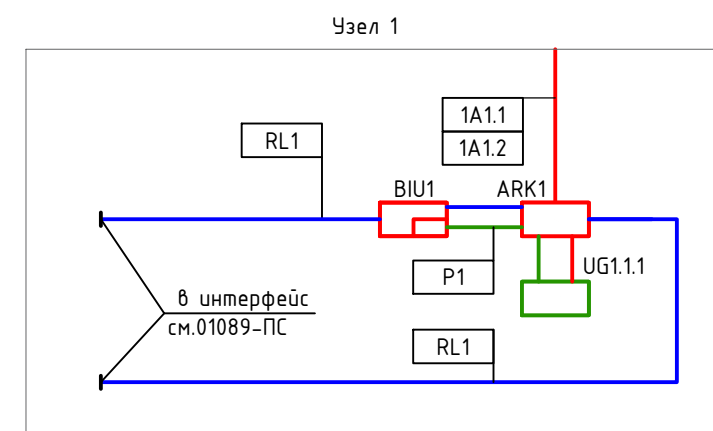 Узел 1
1A1.1
1A1.2
RL1
BIU1
ARK1
P1
UG1.1.1
в интерфейс
см.01089-ПС
RL1